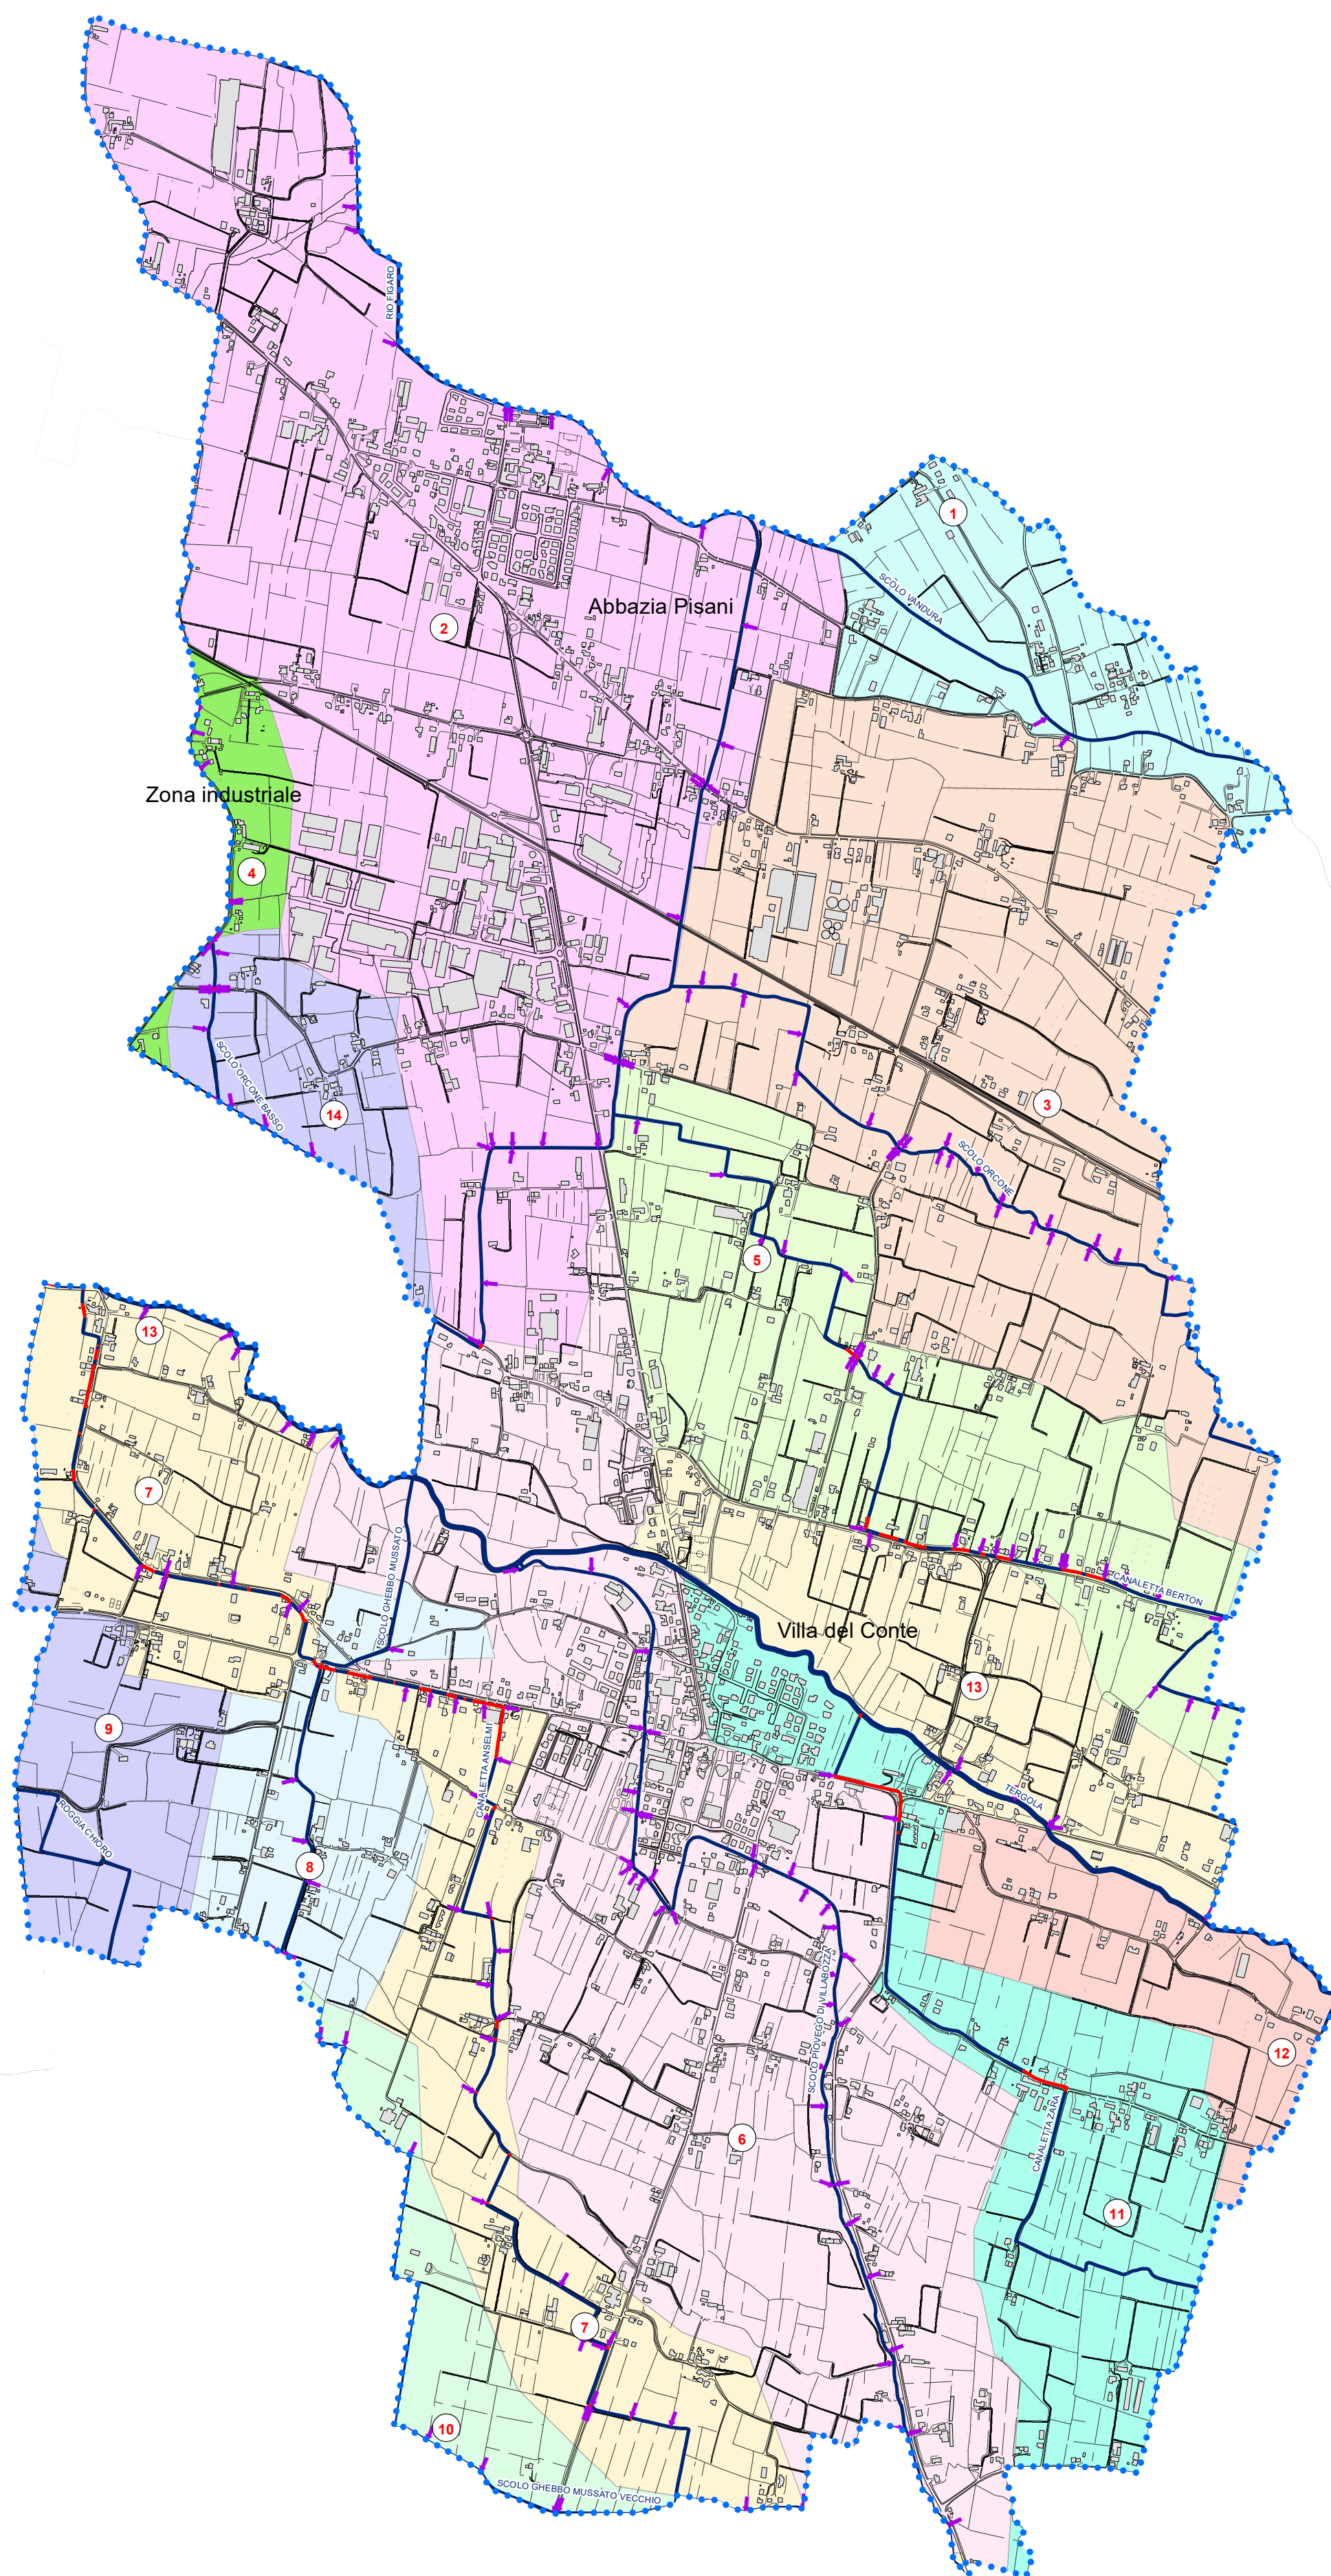 RIO FIGARO
1
SCOLO VANDURA
Abbazia Pisani
2
Zona industriale
4
3
SCOLO ORCONE BASSO
14
SCOLO ORCONE
5
13
7
SCOLO GHEBBO MUSSATO
CANALETTA BERTON
Villa del Conte
13
9
CANALETTA ANSELMI
TERGOLA
ROGGIA CHIORO
8
SCOLO PIOVEGO DI VILLABOZZA
12
CANALETTA ZARA
6
11
7
10
SCOLO GHEBBO MUSSATO VECCHIO